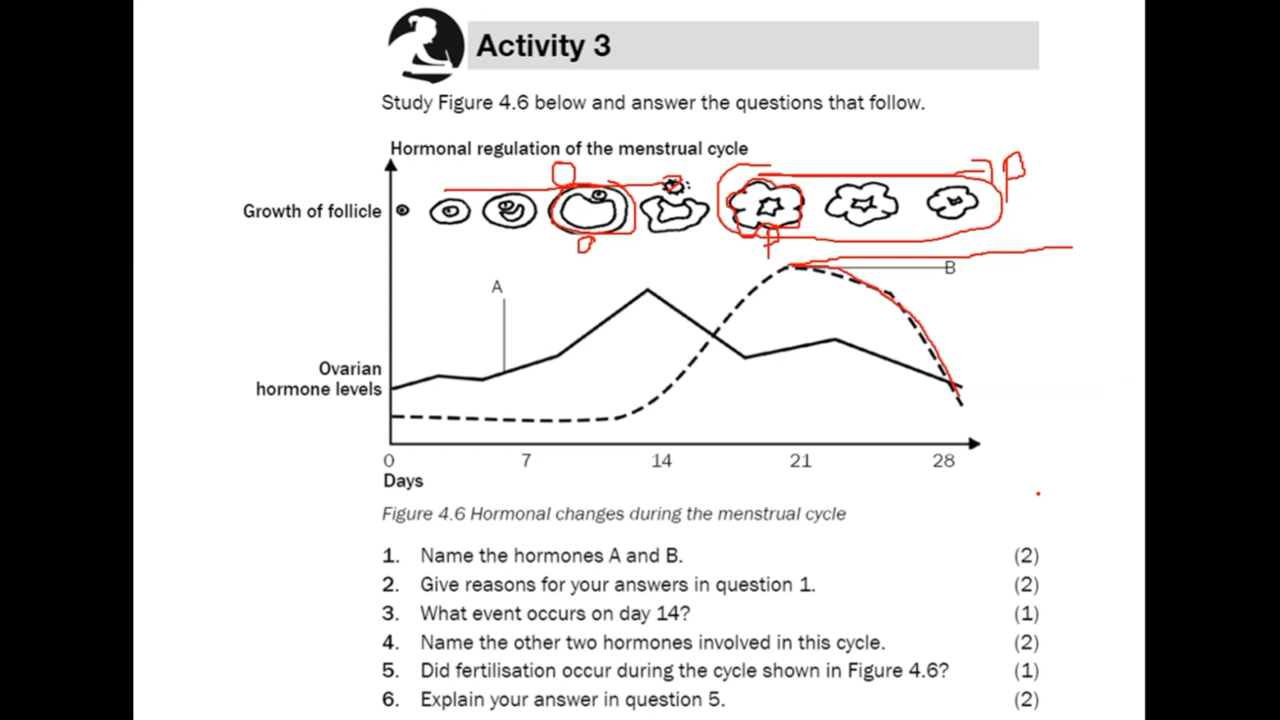 Activity 3
Study Figure 4.6 below and answer the questions that follow.
Hormonal regulation of the menstrual cycle
Growth of follicle
A
B
Ovarian
hormone levels
0 7 14 21 28
Days
Figure 4.6 Hormonal changes during the menstrual cycle
1. Name the hormones A and B. (2)
2. Give reasons for your answers in question 1. (2)
3. What event occurs on day 14? (1)
4. Name the other two hormones involved in this cycle. (2)
5. Did fertilisation occur during the cycle shown in Figure 4.6? (1)
6. Explain your answer in question 5. (2)